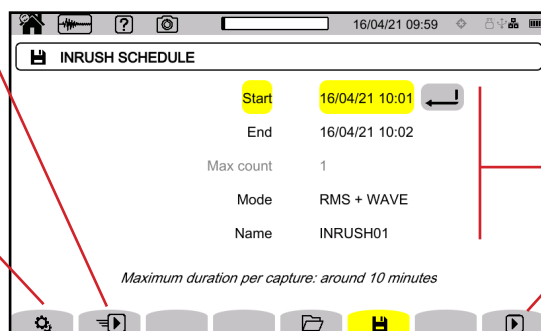 16/04/21 09:59
INRUSH SCHEDULE
Start 16/04/21 10:01
End 16/04/21 10:02
Max count 1
Mode RMS + WAVE
Name INRUSH01
Maximum duration per capture: around 10 minutes